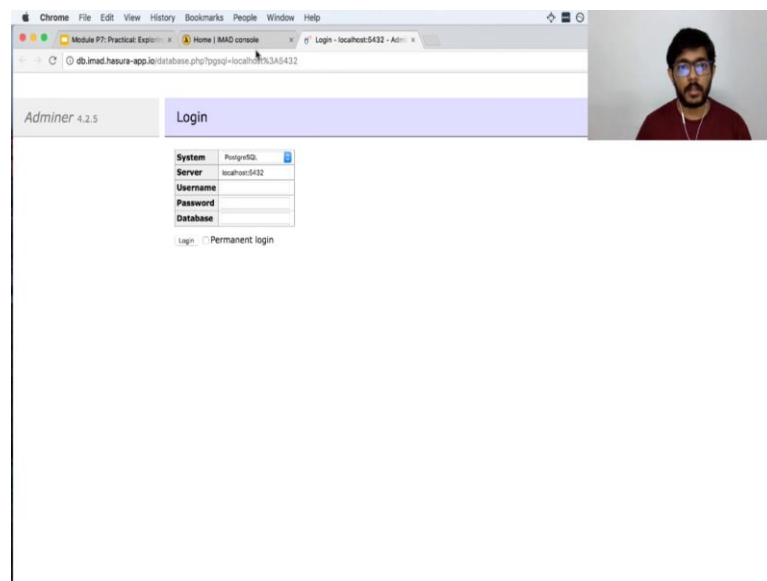 Chrome File Edit View History Bookmarks People Window Help
Module P7: Practical: Explorin
Home | IMAD console
Login - localhost:5432 - Admi
db.imad.hasura-app.io/database.php?pgsql=localhost%3A5432
Adminer 4.2.5
Login
System PostgreSQL
Server localhost:5432
Username
Password
Database
Login Permanent login